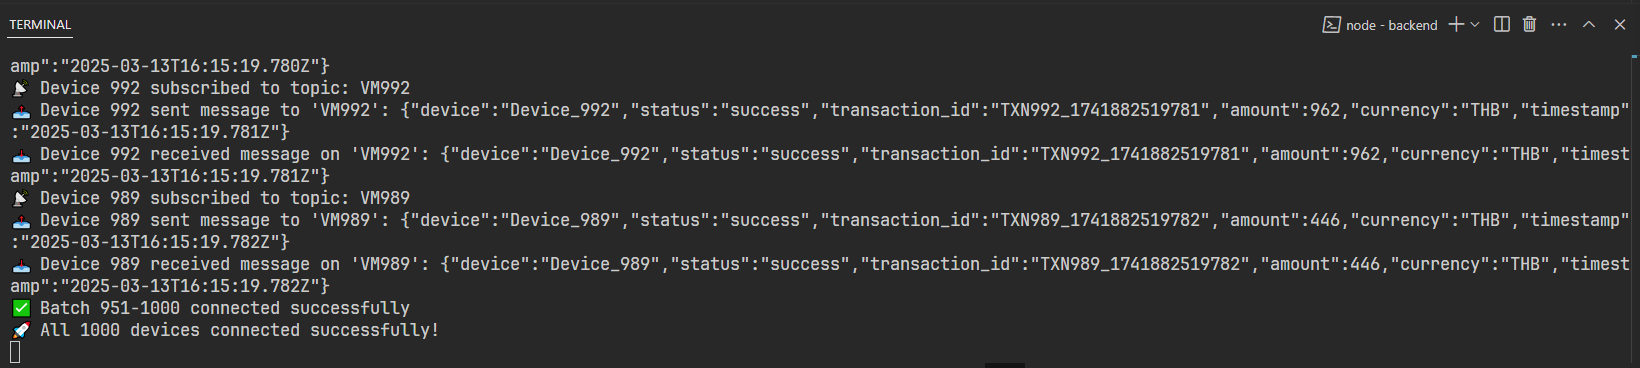 TERMINAL
node - backend
amp":"2025-03-13T16:15:19.780Z"}
Device 992 subscribed to topic: VM992
Device 992 sent message to 'VM992': {"device":"Device_992","status":"success","transaction_id":"TXN992_1741882519781","amount":962,"currency":"THB","timestamp"
:"2025-03-13T16:15:19.781Z"}
Device 992 received message on 'VM992': {"device":"Device_992","status":"success","transaction_id":"TXN992_1741882519781","amount":962,"currency":"THB","timest
amp":"2025-03-13T16:15:19.781Z"}
Device 989 subscribed to topic: VM989
Device 989 sent message to 'VM989': {"device":"Device_989","status":"success","transaction_id":"TXN989_1741882519782","amount":446,"currency":"THB","timestamp"
:"2025-03-13T16:15:19.782Z"}
Device 989 received message on 'VM989': {"device":"Device_989","status":"success","transaction_id":"TXN989_1741882519782","amount":446,"currency":"THB","timest
amp":"2025-03-13T16:15:19.782Z"}
✅ Batch 951-1000 connected successfully
🚀 All 1000 devices connected successfully!